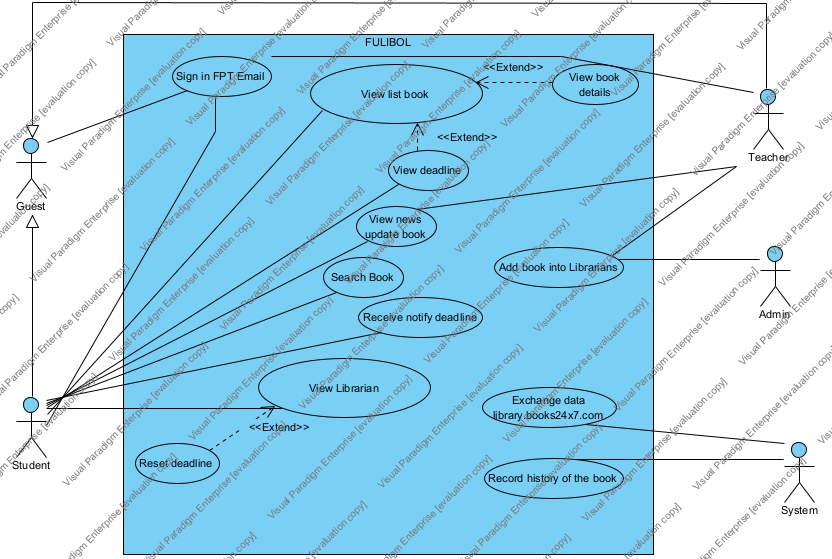 FULIBOL
Sign in FPT Email
<<Extend>>
View book
details
View list book
<<Extend>>
Teacher
View deadline
Guest
View news
update book
Add book into Librarians
Search Book
Receive notify deadline
Admin
View Librarian
Exchange data
library.books24x7.com
<<Extend>>
Reset deadline
Student
Record history of the book
System
Visual Paradigm Enterprise [evaluation copy]